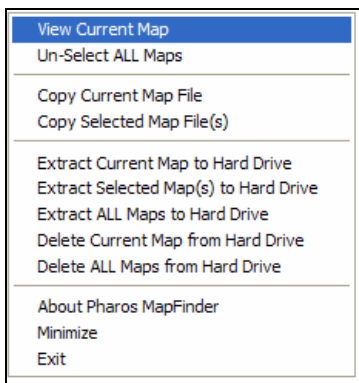 View Current Map
Un-Select ALL Maps
Copy Current Map File
Copy Selected Map File(s)
Extract Current Map to Hard Drive
Extract Selected Map(s) to Hard Drive
Extract ALL Maps to Hard Drive
Delete Current Map from Hard Drive
Delete ALL Maps from Hard Drive
About Pharos MapFinder
Minimize
Exit